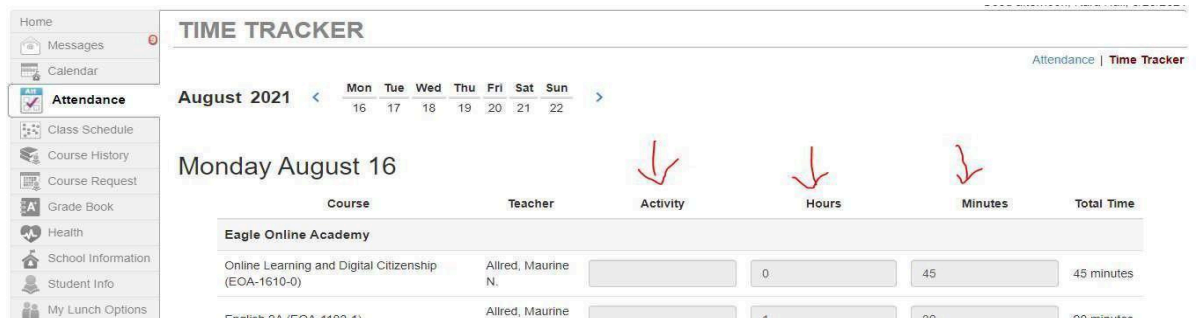 Home
TIME TRACKER
Messages 9
Calendar
Attendance | Time Tracker
Attendance
August 2021 < Mon Tue Wed Thu Fri Sat Sun >
16 17 18 19 20 21 22
Class Schedule
Course History
Monday August 16
Course Request
Course Teacher Activity Hours Minutes Total Time
Grade Book
Health
Eagle Online Academy
School Information
Online Learning and Digital Citizenship Allred, Maurine
(EOA-1610-0) N. 0 45 45 minutes
Student Info
My Lunch Options
Allred, Maurine